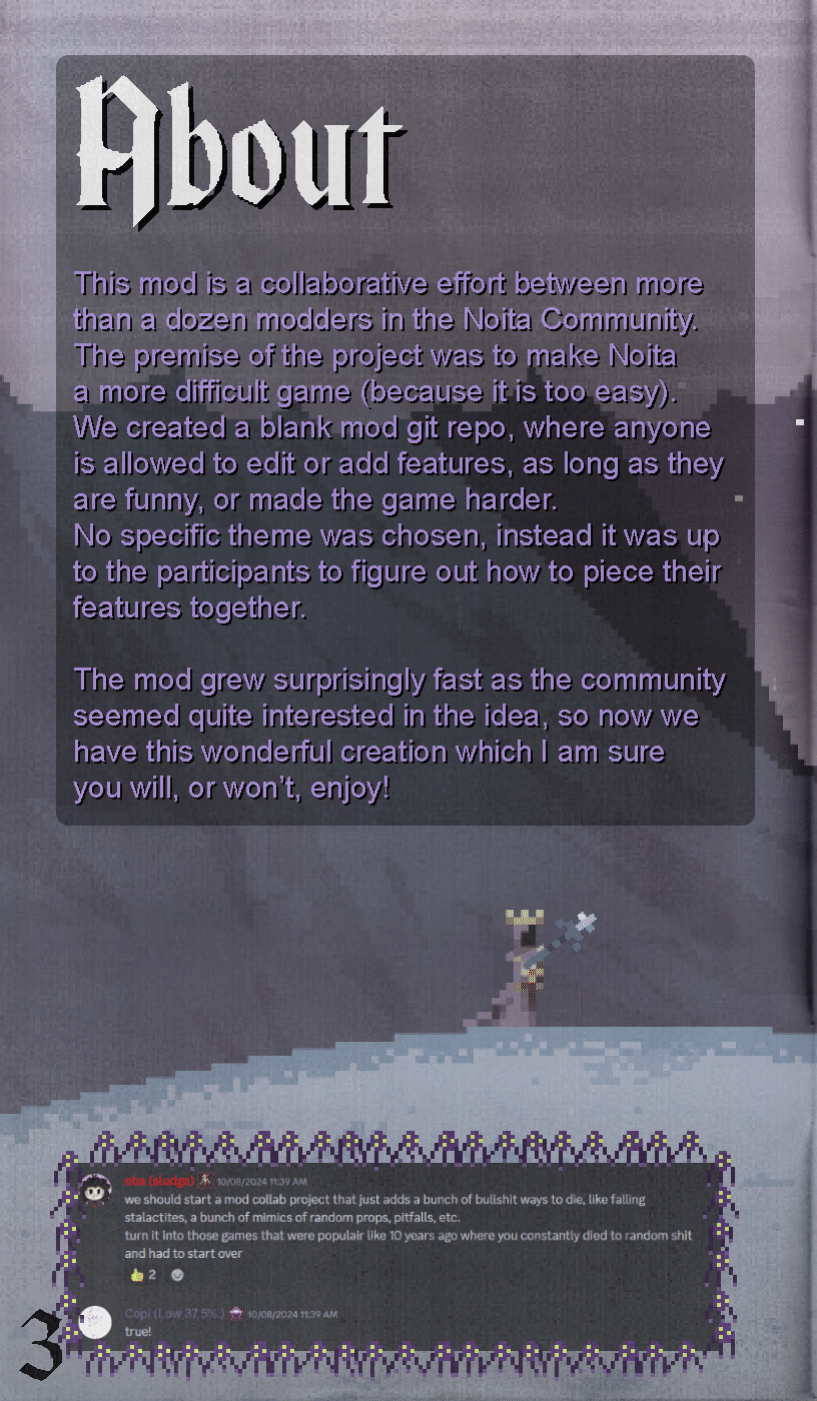 About
This mod is a collaborative effort between more
than a dozen modders in the Noita Community.
The premise of the project was to make Noita
a more difficult game (because it is too easy).
We created a blank mod git repo, where anyone
is allowed to edit or add features, as long as they
are funny, or made the game harder.
No specific theme was chosen, instead it was up
to the participants to figure out how to piece their
features together.
The mod grew surprisingly fast as the community
seemed quite interested in the idea, so now we
have this wonderful creation which I am sure
you will, or won't, enjoy!
eba (sludge) 10/08/2024 11:39 AM
we should start a mod collab project that just adds a bunch of bullshit ways to die, like falling
stalactites, a bunch of mimics of random props, pitfalls, etc.
turn it into those games that were populair like 10 years ago where you constantly died to random shit
and had to start over
2
Copi (Low 37.5%.) 10/08/2024 11:39 AM
true!
3